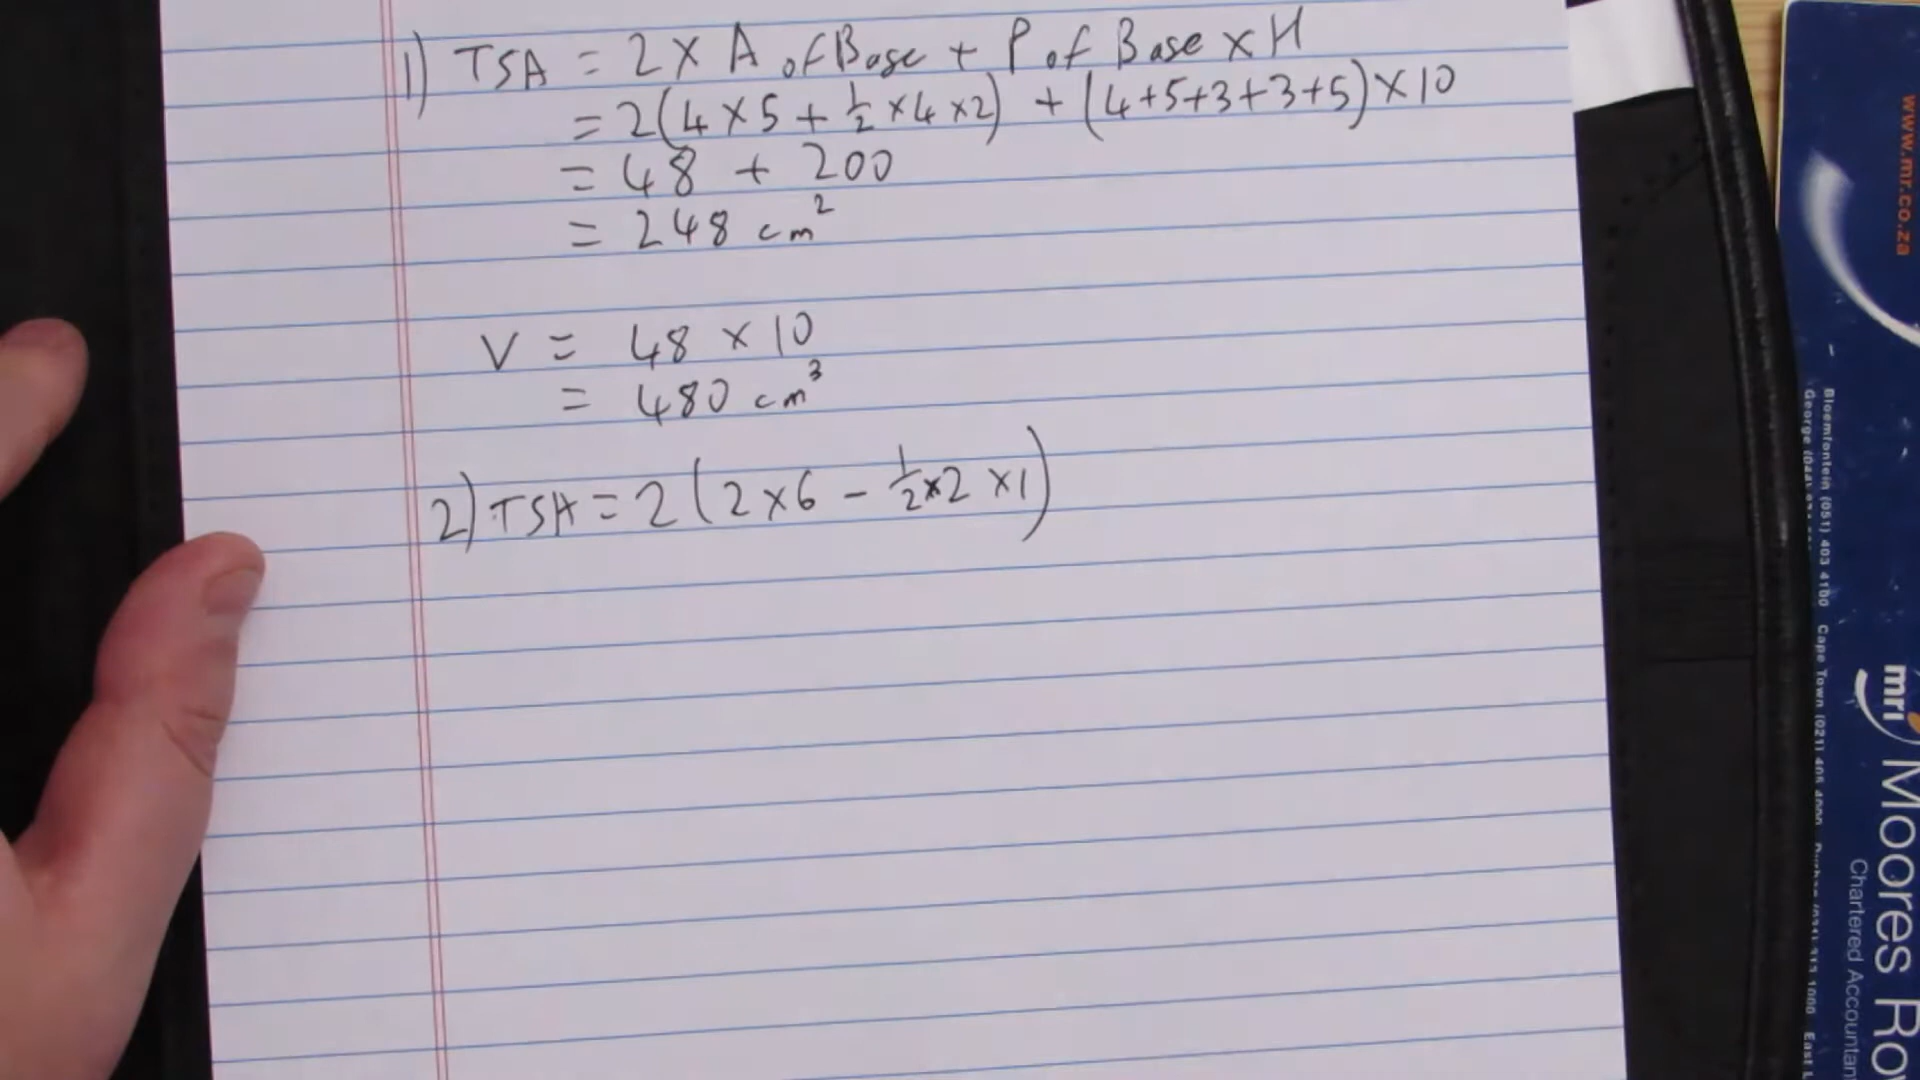 1) TSA = 2 × A of Base + P of Base × H
= 2(4 × 5 + 1/2 × 4 × 2) + (4+5+3+3+5) × 10
= 48 + 200
= 248 cm²
V = 48 × 10
= 480 cm³
2) TSA = 2 (2 × 6 - 1/2 × 2 × 1)
www.mr.co.za
Bloemfontein (051) 403 4100 Cape Town (021)
George (044)
mri Moores Ro
Chartered Accountan